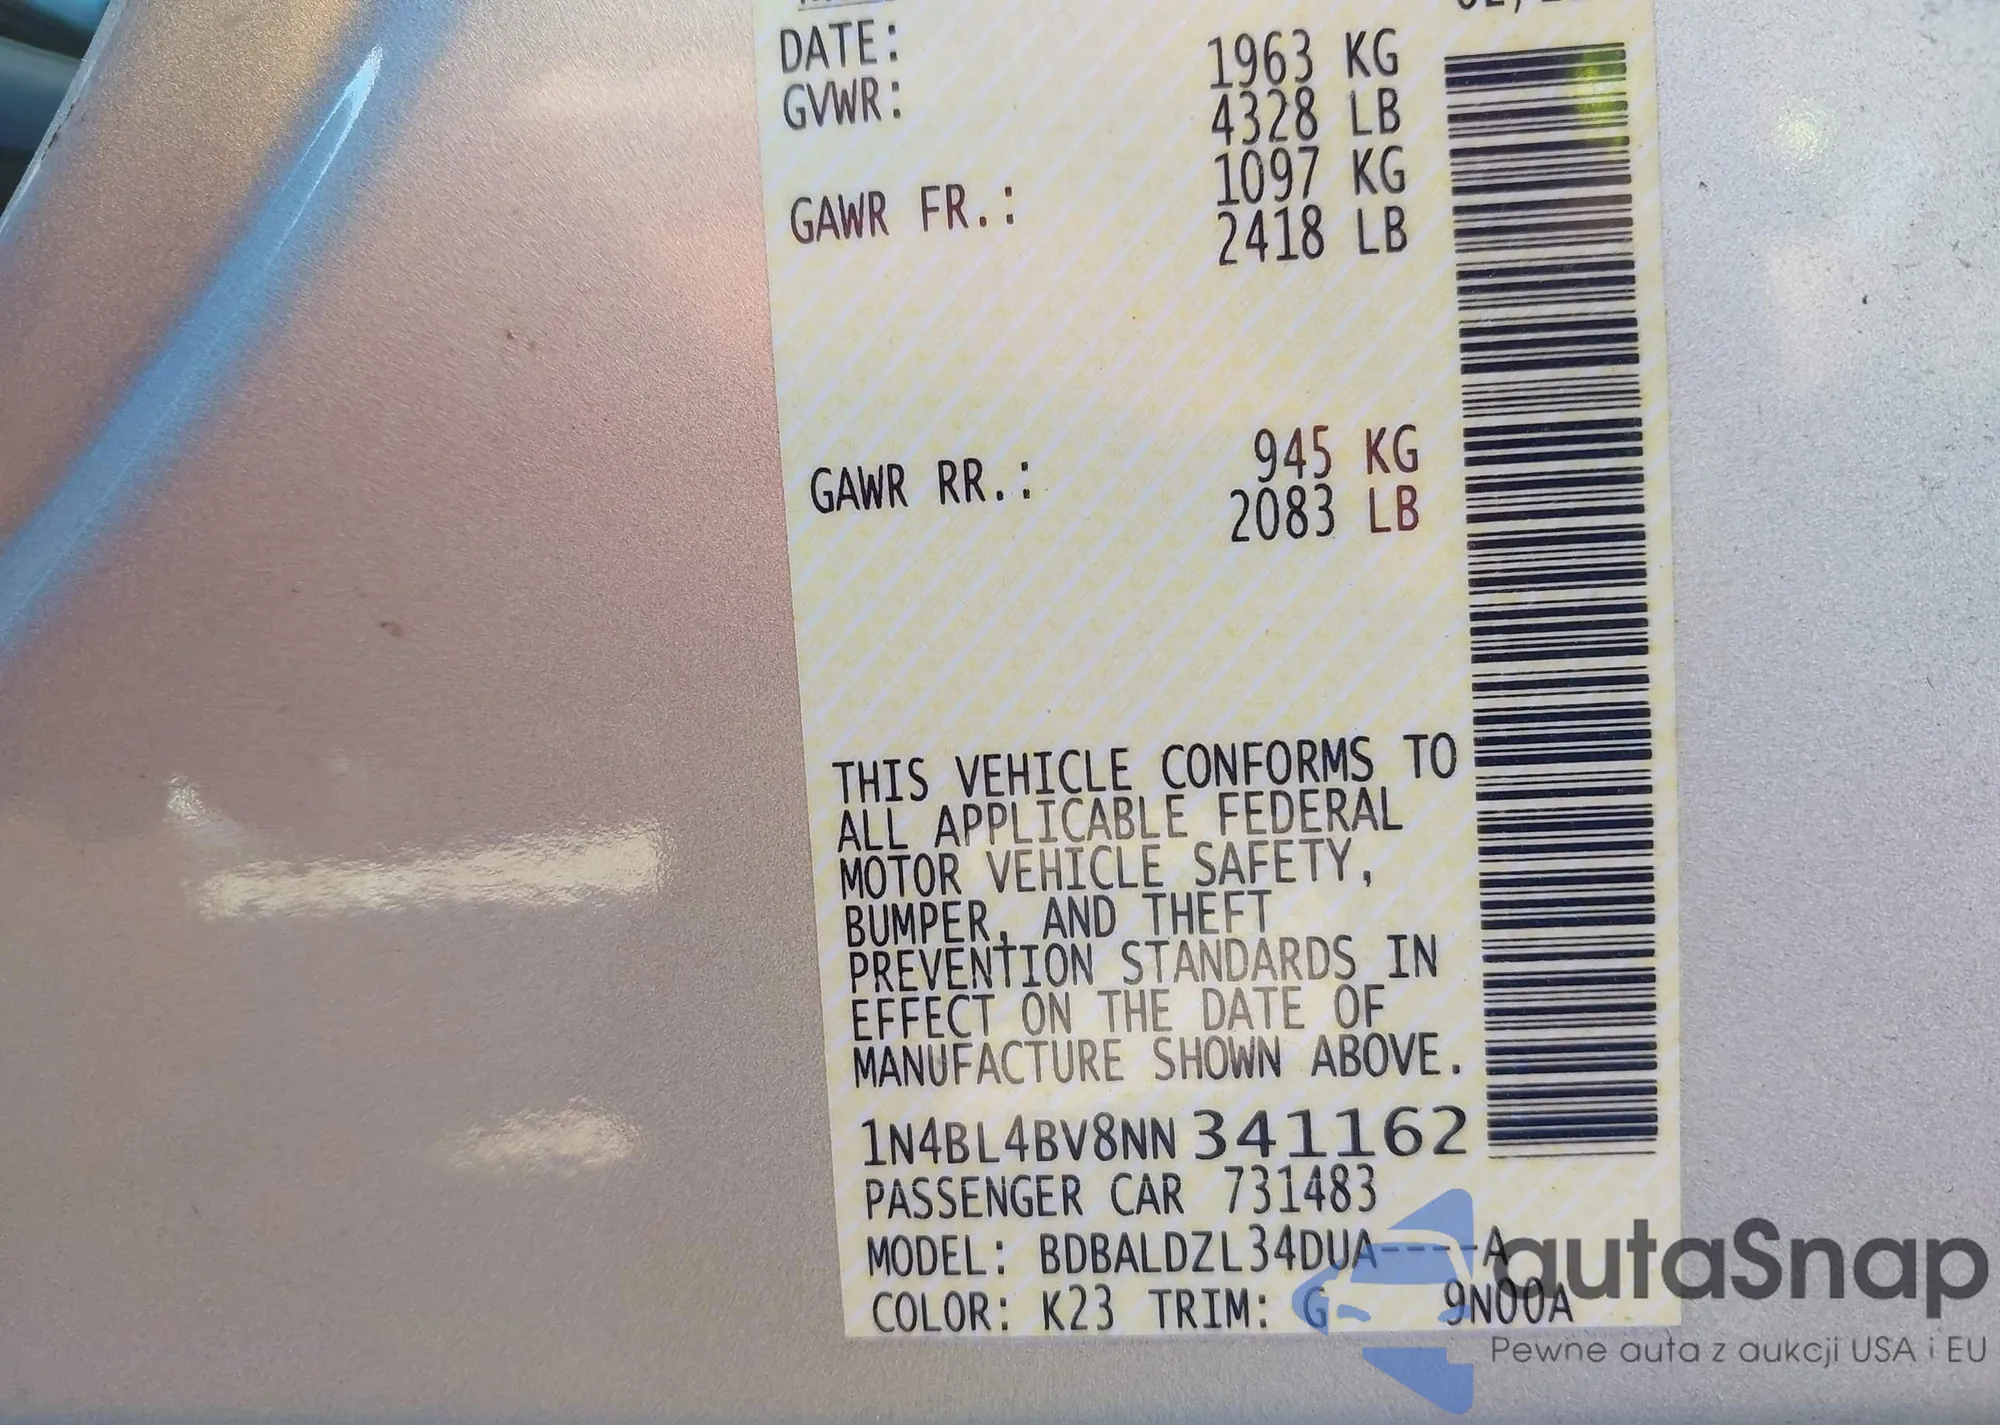 DATE:
GVWR: 1963 KG
4328 LB
GAWR FR.: 1097 KG
2418 LB
GAWR RR.: 945 KG
2083 LB
THIS VEHICLE CONFORMS TO
ALL APPLICABLE FEDERAL
MOTOR VEHICLE SAFETY,
BUMPER, AND THEFT
PREVENTION STANDARDS IN
EFFECT ON THE DATE OF
MANUFACTURE SHOWN ABOVE.
1N4BL4BV8NN341162
PASSENGER CAR 731483
MODEL: BDBALDZL34DUA----A
COLOR: K23 TRIM: G 9N00A
autaSnap
Pewne auta z aukcji USA i EU